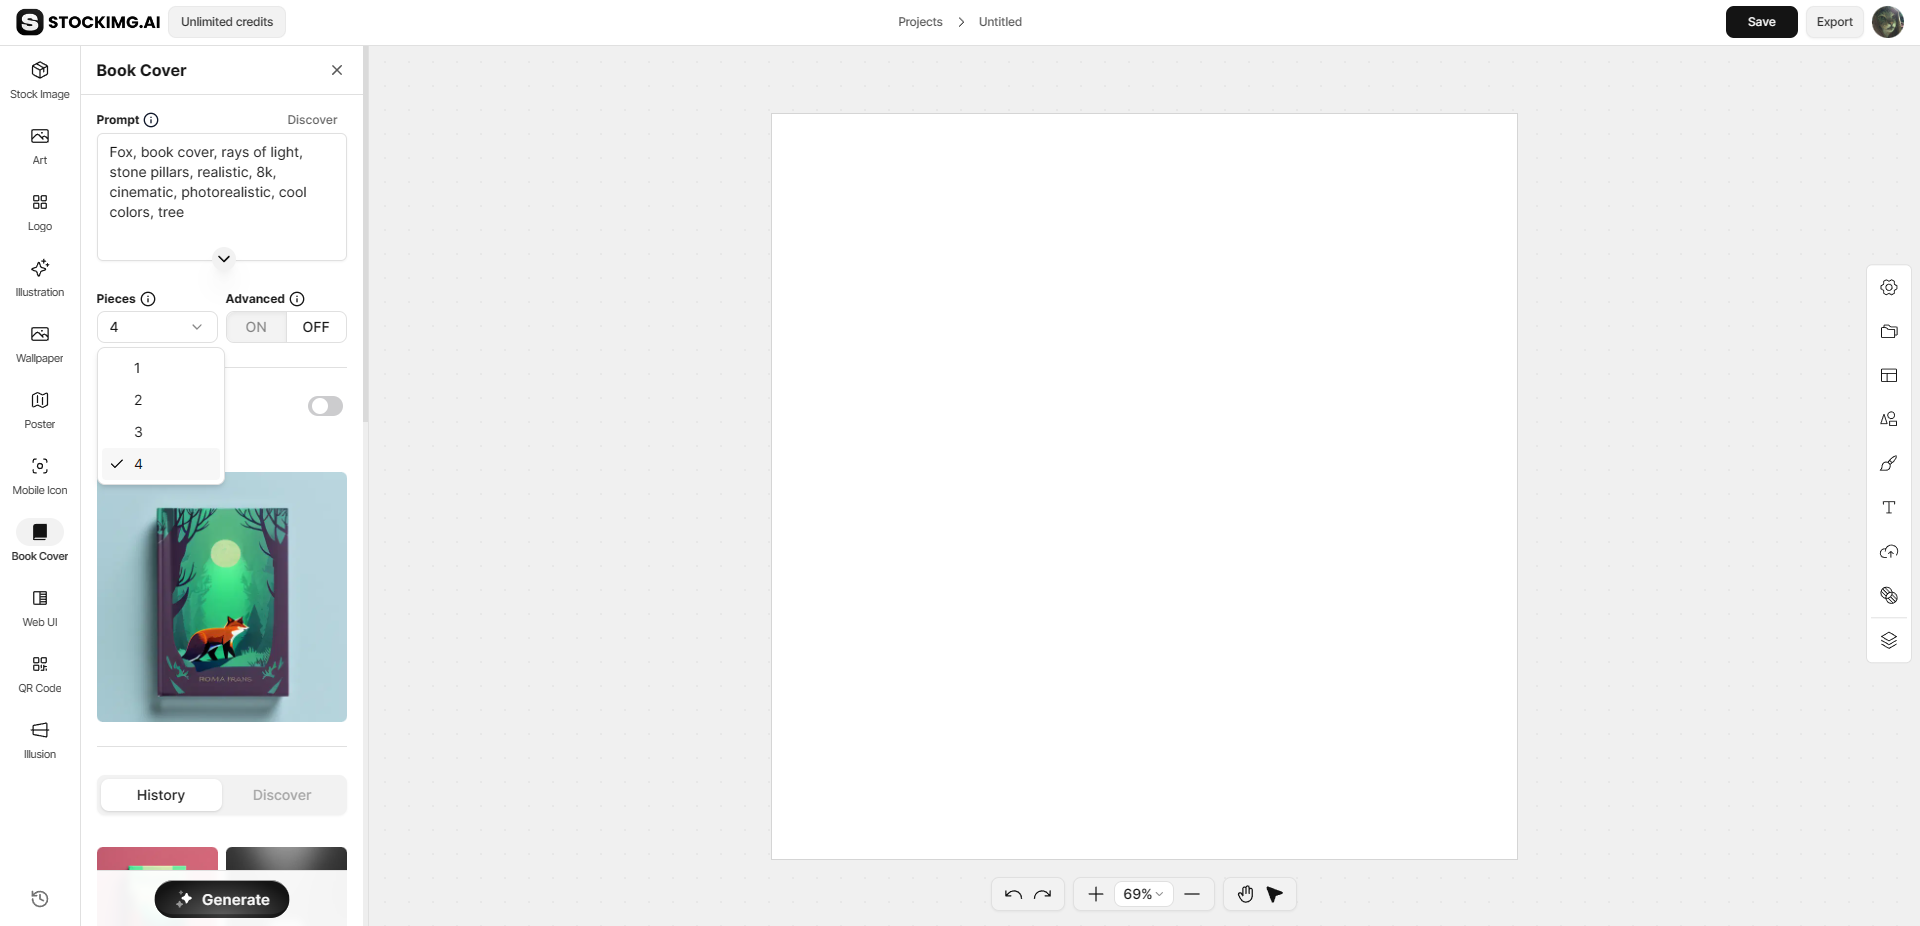 STOCKIMG.AI
Unlimited credits
Projects
Untitled
Save
Export
Stock Image
Art
Logo
Illustration
Wallpaper
Poster
Mobile Icon
Book Cover
Web UI
QR Code
Illusion
Book Cover
Prompt
Discover
Fox, book cover, rays of light,
stone pillars, realistic, 8k,
cinematic, photorealistic, cool
colors, tree
Pieces
Advanced
4
ON
OFF
1
2
3
4
History
Discover
Generate
69%